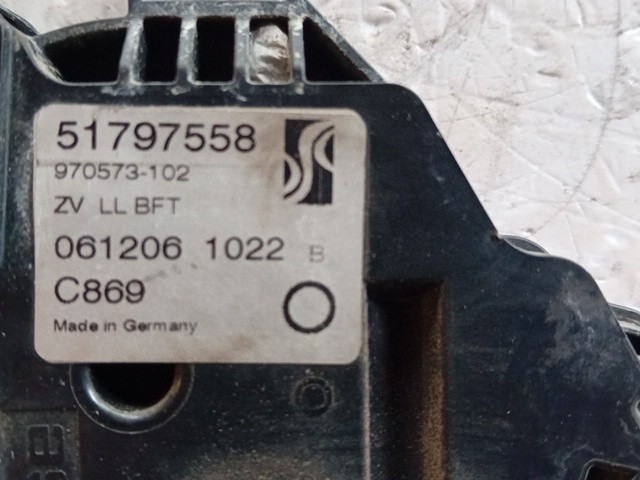 51797558
970573-102
ZV LL BFT
061206 1022 B
C869
Made in Germany